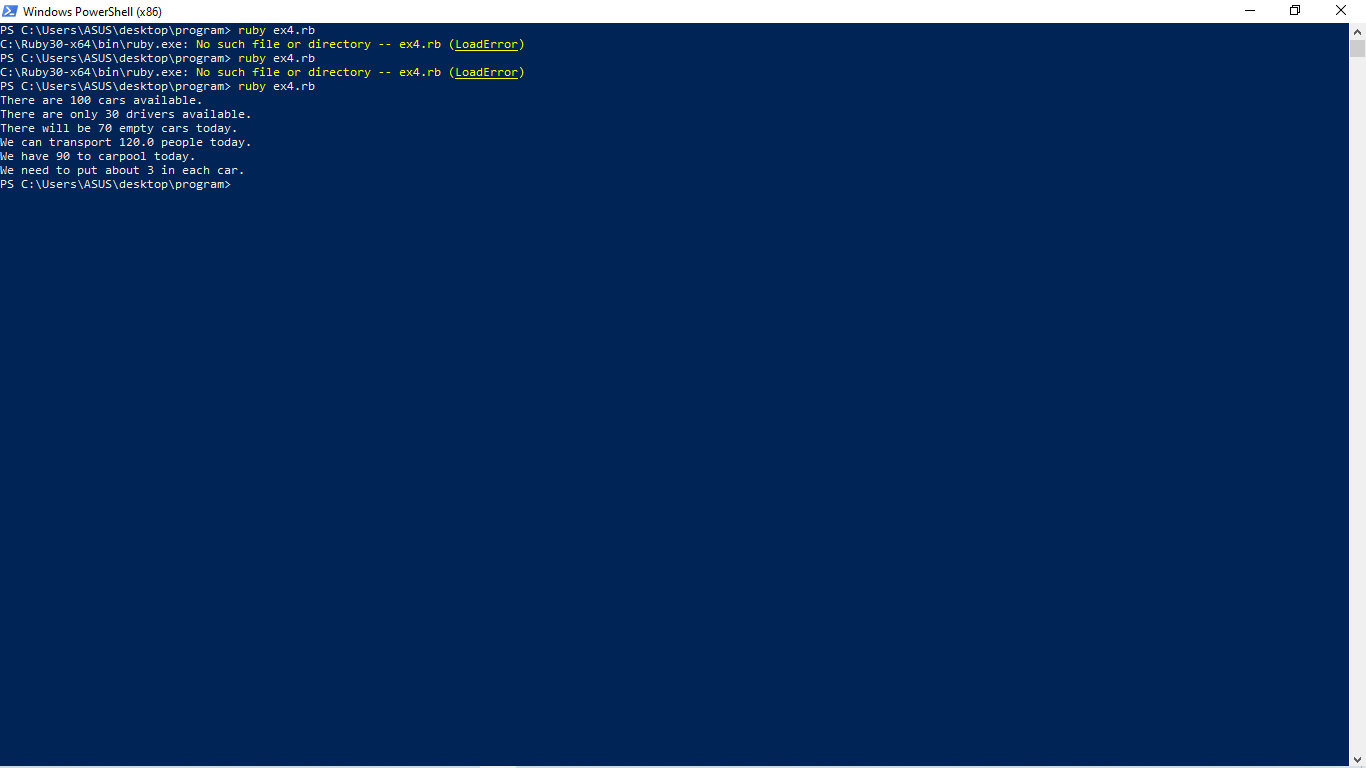 Windows PowerShell (x86)
PS C:\Users\ASUS\desktop\program> ruby ex4.rb
C:\Ruby30-x64\bin\ruby.exe: No such file or directory -- ex4.rb (LoadError)
PS C:\Users\ASUS\desktop\program> ruby ex4.rb
C:\Ruby30-x64\bin\ruby.exe: No such file or directory -- ex4.rb (LoadError)
PS C:\Users\ASUS\desktop\program> ruby ex4.rb
There are 100 cars available.
There are only 30 drivers available.
There will be 70 empty cars today.
We can transport 120.0 people today.
We have 90 to carpool today.
We need to put about 3 in each car.
PS C:\Users\ASUS\desktop\program>